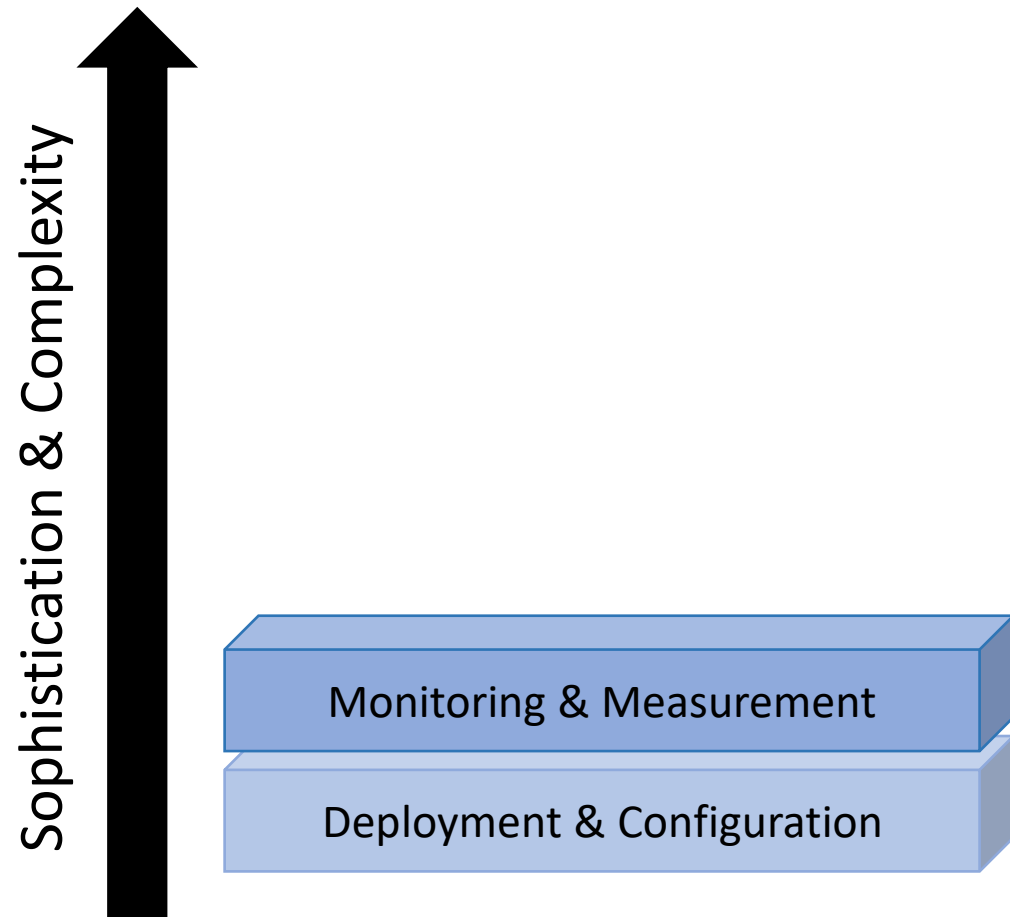 Sophistication & Complexity
Monitoring & Measurement
Deployment & Configuration